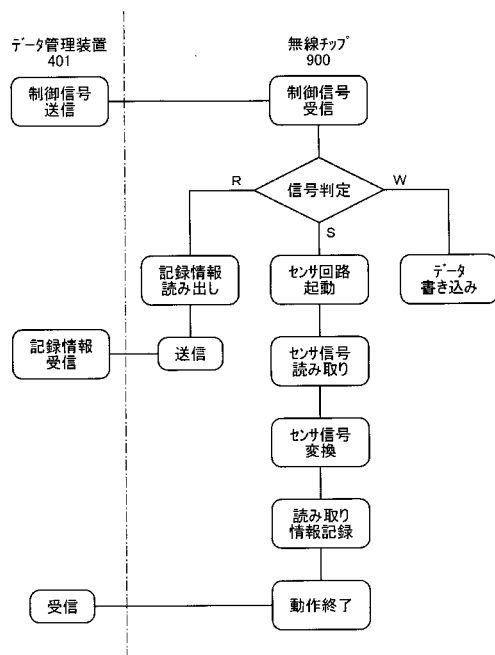 データ管理装置
401
無線チップ
900
制御信号
送信
制御信号
受信
信号判定
R
W
S
記録情報
読み出し
センサ回路
起動
データ
書き込み
記録情報
受信
送信
センサ信号
読み取り
センサ信号
変換
読み取り
情報記録
受信
動作終了